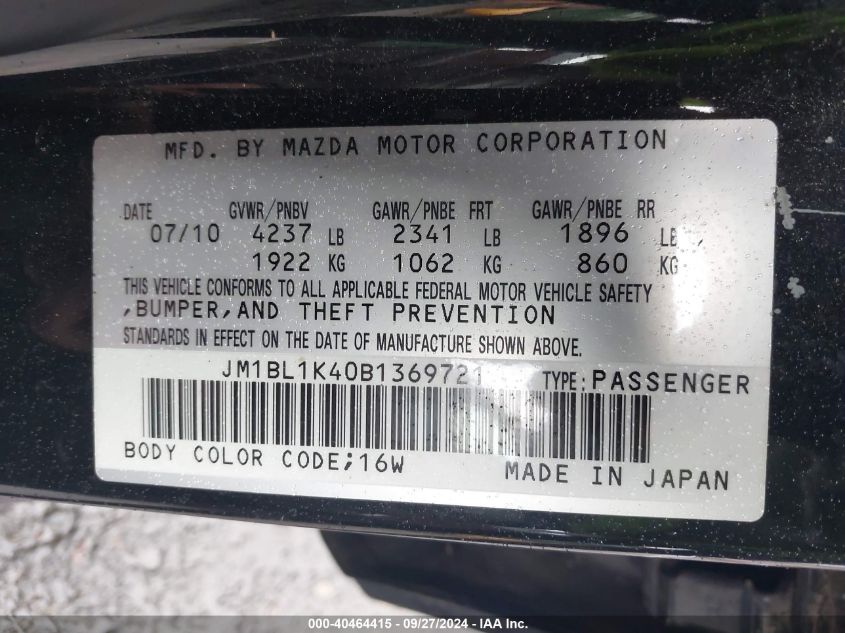 MFD. BY MAZDA MOTOR CORPORATION
DATE GVWR/PNBV GAWR/PNBE FRT GAWR/PNBE RR
07/10 4237 LB 2341 LB 1896 LB
1922 KG 1062 KG 860 KG
THIS VEHICLE CONFORMS TO ALL APPLICABLE FEDERAL MOTOR VEHICLE SAFETY
,BUMPER,AND THEFT PREVENTION
STANDARDS IN EFFECT ON THE DATE OF MANUFACTURE SHOWN ABOVE.
TYPE:PASSENGER
BODY COLOR CODE;16W MADE IN JAPAN
000-40464415 - 09/27/2024 - IAA Inc.